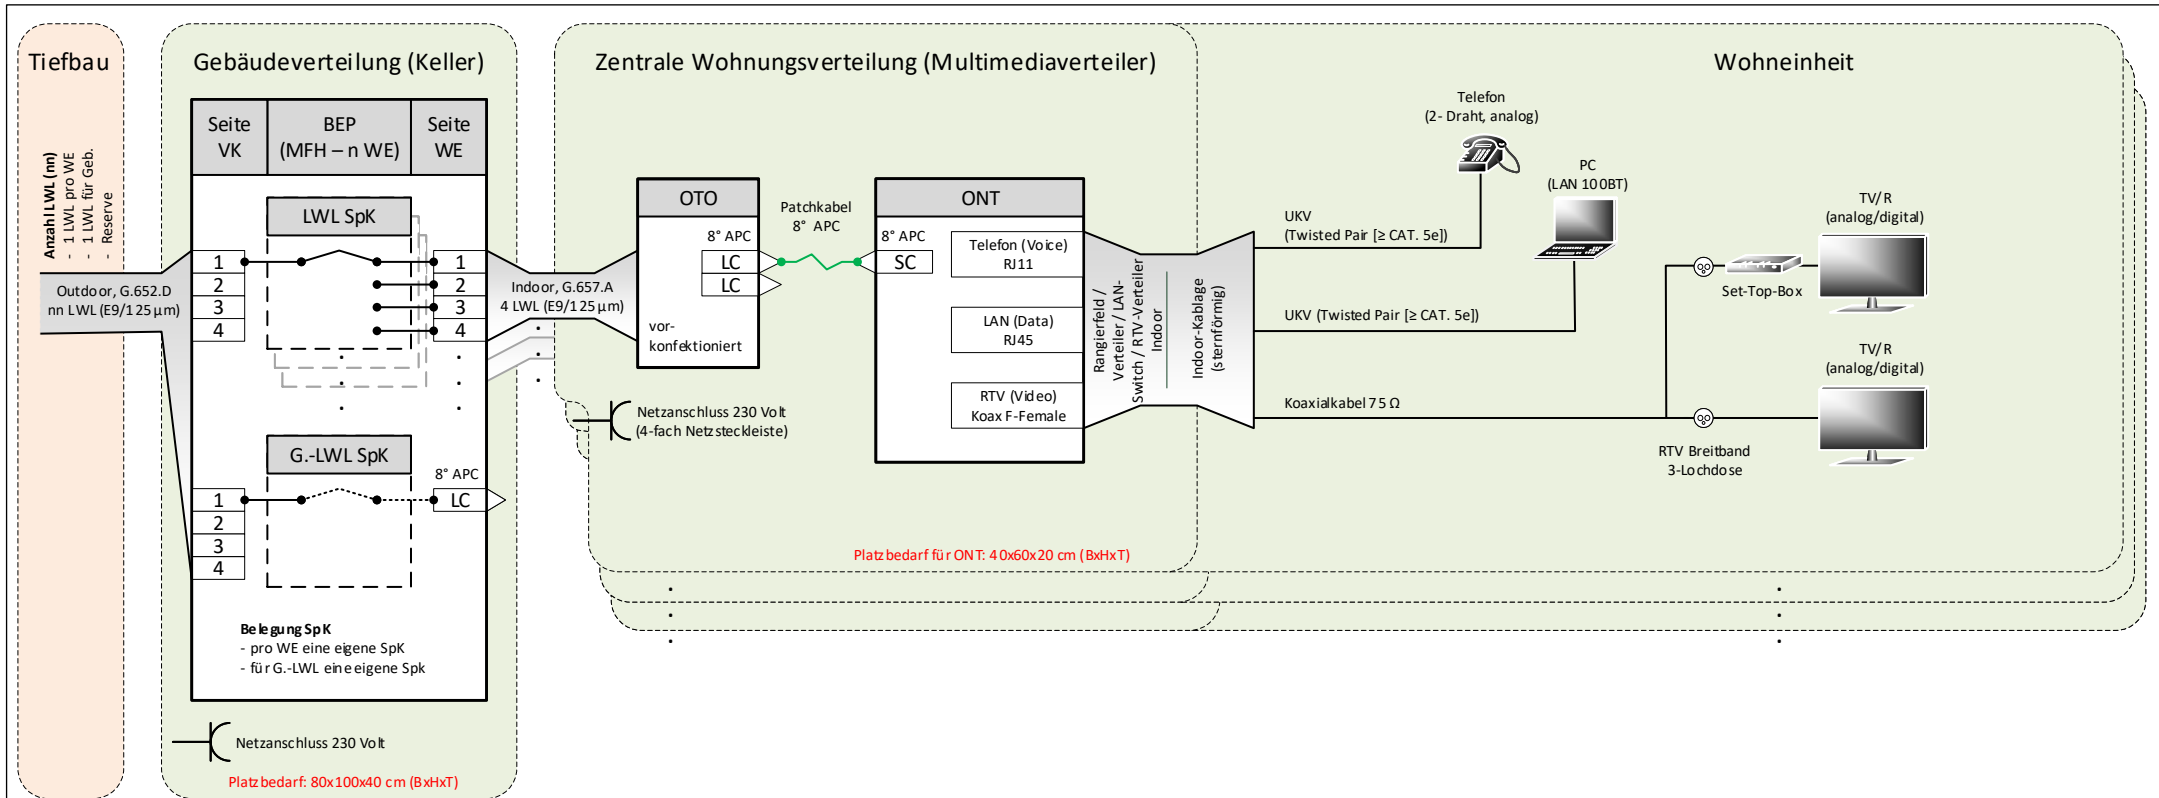 Tiefbau
Anzahl LWL (nn)
- 1 LWL pro WE
- 1 LWL für Geb.
- Reserve
Outdoor, G.652.D
nn LWL (E9/125 µm)
Gebäudeverteilung (Keller)
Seite
VK
BEP
(MFH – n WE)
Seite
WE
LWL SpK
1
2
3
4
1
2
3
4
G.-LWL SpK
8° APC
1
2
3
4
LC
Belegung SpK
- pro WE eine eigene SpK
- für G.-LWL eine eigene Spk
Netzanschluss 230 Volt
Platzbedarf: 80x100x40 cm (BxHxT)
Indoor, G.657.A
4 LWL (E9/125 µm)
Zentrale Wohnungsverteilung (Multimediaverteiler)
OTO
8° APC
LC
LC
vor-
konfektioniert
Patchkabel
8° APC
ONT
8° APC
SC
Telefon (Voice)
RJ11
LAN (Data)
RJ45
RTV (Video)
Koax F-Female
Netzanschluss 230 Volt
(4-fach Netzsteckleiste)
Platzbedarf für ONT: 40x60x20 cm (BxHxT)
Rangierfeld /
Verteiler / LAN-
Switch / RTV-Verteiler
Indoor
Indoor-Kablage
(sternförmig)
Wohneinheit
Telefon
(2- Draht, analog)
PC
(LAN 100BT)
UKV
(Twisted Pair [≥ CAT. 5e])
UKV (Twisted Pair [≥ CAT. 5e])
Koaxialkabel 75 Ω
TV/R
(analog/digital)
Set-Top-Box
TV/R
(analog/digital)
RTV Breitband
3-Lochdose